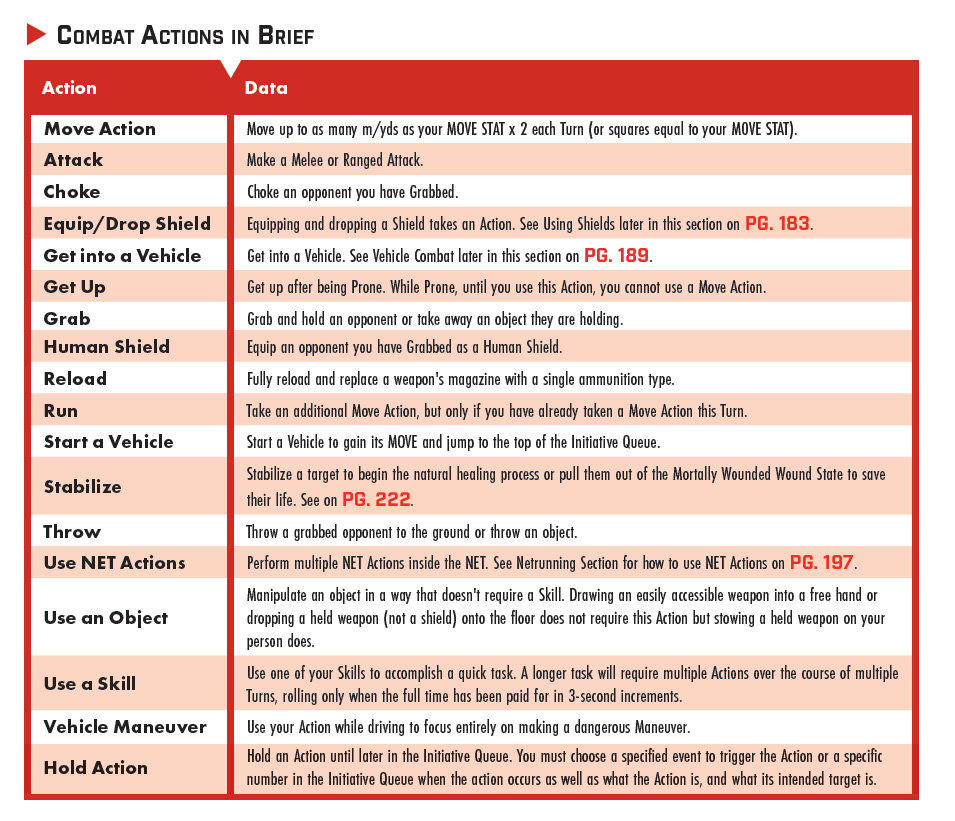 Combat Actions in Brief
Action Data
Move Action Move up to as many m/yds as your MOVE STAT x 2 each Turn (or squares equal to your MOVE STAT).
Attack Make a Melee or Ranged Attack.
Choke Choke an opponent you have Grabbed.
Equip/Drop Shield Equipping and dropping a Shield takes an Action. See Using Shields later in this section on PG. 183.
Get into a Vehicle Get into a Vehicle. See Vehicle Combat later in this section on PG. 189.
Get Up Get up after being Prone. While Prone, until you use this Action, you cannot use a Move Action.
Grab Grab and hold an opponent or take away an object they are holding.
Human Shield Equip an opponent you have Grabbed as a Human Shield.
Reload Fully reload and replace a weapon's magazine with a single ammunition type.
Run Take an additional Move Action, but only if you have already taken a Move Action this Turn.
Start a Vehicle Start a Vehicle to gain its MOVE and jump to the top of the Initiative Queue.
Stabilize Stabilize a target to begin the natural healing process or pull them out of the Mortally Wounded Wound State to save
their life. See on PG. 222.
Throw Throw a grabbed opponent to the ground or throw an object.
Use NET Actions Perform multiple NET Actions inside the NET. See Netrunning Section for how to use NET Actions on PG. 197.
Use an Object Manipulate an object in a way that doesn't require a Skill. Drawing an easily accessible weapon into a free hand or
dropping a held weapon (not a shield) onto the floor does not require this Action but stowing a held weapon on your
person does.
Use a Skill Use one of your Skills to accomplish a quick task. A longer task will require multiple Actions over the course of multiple
Turns, rolling only when the full time has been paid for in 3-second increments.
Vehicle Maneuver Use your Action while driving to focus entirely on making a dangerous Maneuver.
Hold Action Hold an Action until later in the Initiative Queue. You must choose a specified event to trigger the Action or a specific
number in the Initiative Queue when the action occurs as well as what the Action is, and what its intended target is.